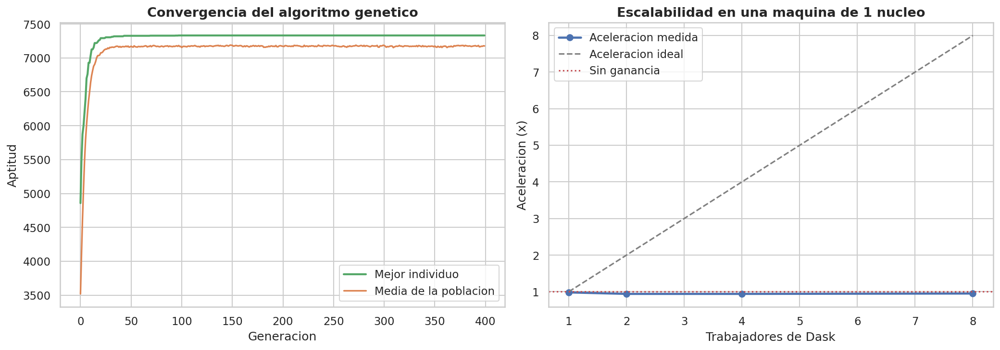 Convergencia del algoritmo genetico
7500
7000
6500
6000
5500
5000
4500
4000
3500
Aptitud
Mejor individuo
Media de la poblacion
0 50 100 150 200 250 300 350 400
Generacion
Escalabilidad en una maquina de 1 nucleo
Aceleracion medida
Aceleracion ideal
Sin ganancia
8
7
6
5
4
3
2
1
Aceleracion (x)
1 2 3 4 5 6 7 8
Trabajadores de Dask